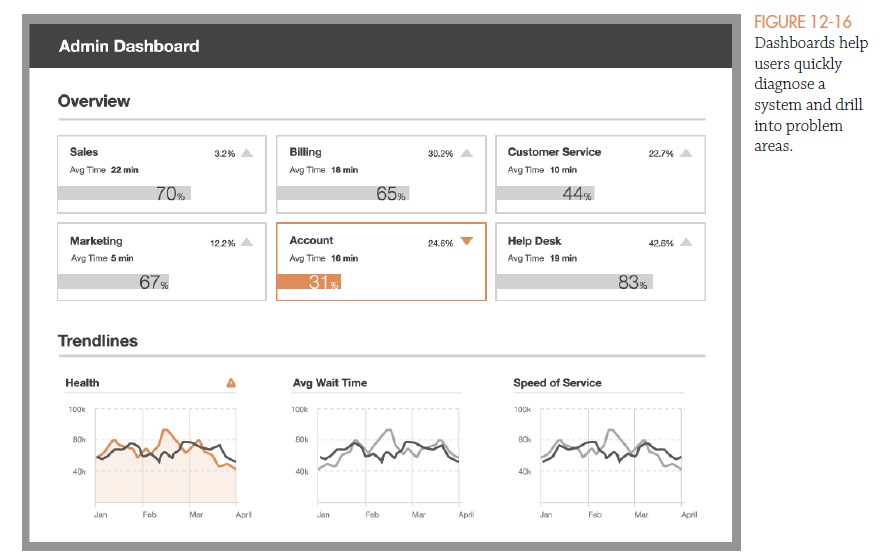 Admin Dashboard
Overview
Sales 3.2%
Avg Time 22 min
70%
Billing 30.2%
Avg Time 18 min
65%
Customer Service 22.7%
Avg Time 10 min
44%
Marketing 12.2%
Avg Time 5 min
67%
Account 24.6%
Avg Time 16 min
31%
Help Desk 42.6%
Avg Time 19 min
83%
Trendlines
Health
100k
80k
40k
Jan Feb Mar April
Avg Wait Time
100k
80k
40k
Jan Feb Mar April
Speed of Service
100k
80k
40k
Jan Feb Mar April
FIGURE 12-16
Dashboards help
users quickly
diagnose a
system and drill
into problem
areas.